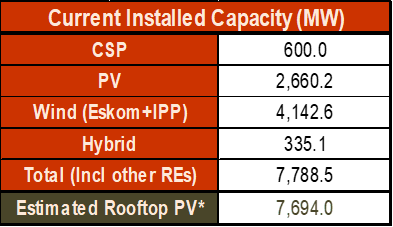 Current Installed Capacity (MW)
CSP 600.0
PV 2,660.2
Wind (Eskom+IPP) 4,142.6
Hybrid 335.1
Total (Incl other REs) 7,788.5
Estimated Rooftop PV* 7,694.0